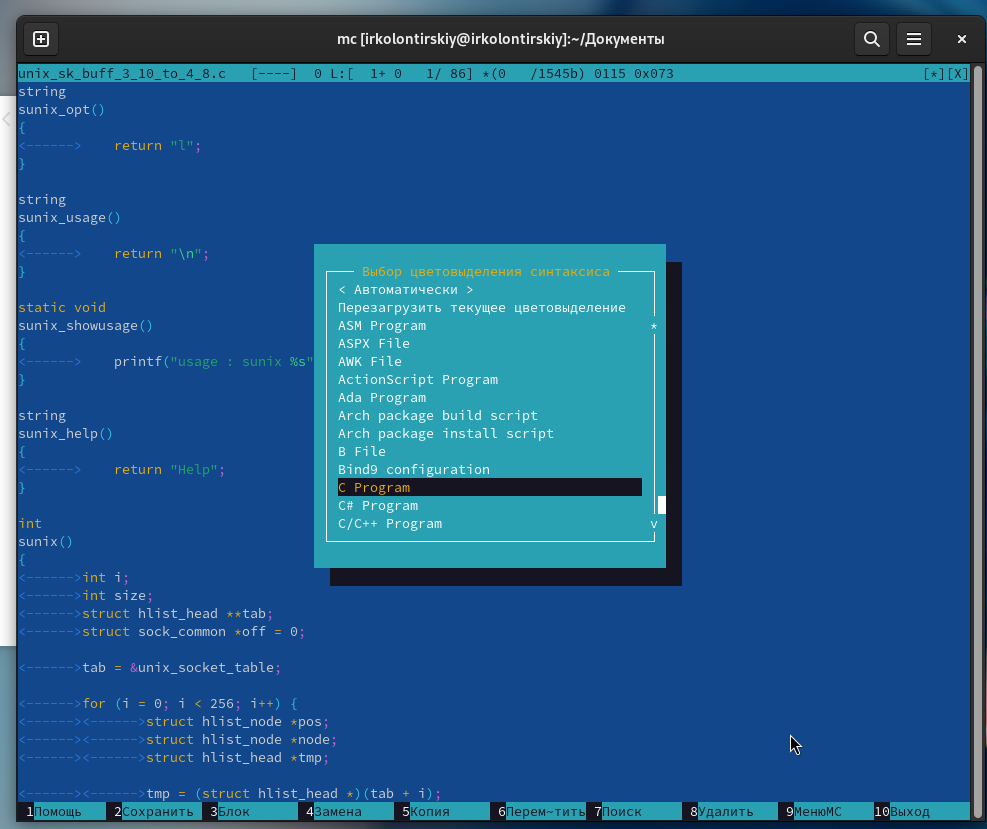 mc [irkolontirskiy@irkolontirskiy]:~/Документы
unix_sk_buff_3_10_to_4_8.c [----] 0 L:[ 1+ 0 1/ 86] *(0 /1545b) 0115 0x073 [*][X]
string
sunix_opt()
{
<------> return "l";
}
string
sunix_usage()
{
<------> return "\n";
}
static void
sunix_showusage()
{
<------> printf("usage : sunix %s"
}
string
sunix_help()
{
<------> return "Help";
}
int
sunix()
{
<------>int i;
<------>int size;
<------>struct hlist_head **tab;
<------>struct sock_common *off = 0;
<------>tab = &unix_socket_table;
<------>for (i = 0; i < 256; i++) {
<------><------>struct hlist_node *pos;
<------><------>struct hlist_node *node;
<------><------>struct hlist_head *tmp;
<------><------>tmp = (struct hlist_head *)(tab + i);
Выбор цветовыделения синтаксиса
< Автоматически >
Перезагрузить текущее цветовыделение
ASM Program *
ASPX File
AWK File
ActionScript Program
Ada Program
Arch package build script
Arch package install script
B File
Bind9 configuration
C Program
C# Program
C/C++ Program v
1Помощь 2Сохранить 3Блок 4Замена 5Копия 6Перем~тить 7Поиск 8Удалить 9МенюMC 10Выход